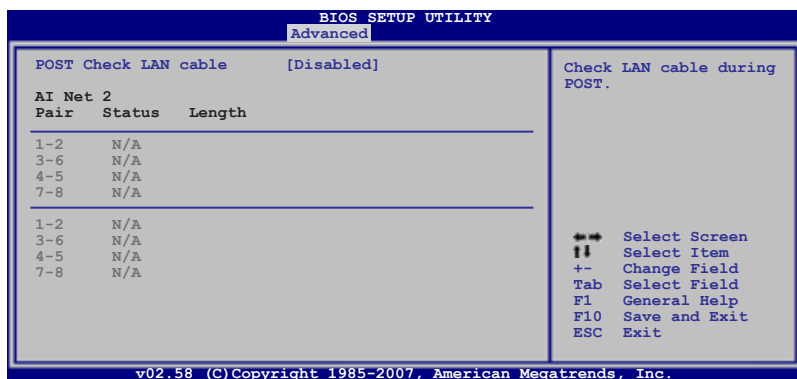 BIOS SETUP UTILITY
Advanced
POST Check LAN cable [Disabled]
AI Net 2
Pair Status Length
1-2 N/A
3-6 N/A
4-5 N/A
7-8 N/A
1-2 N/A
3-6 N/A
4-5 N/A
7-8 N/A
Check LAN cable during
POST.
←→ Select Screen
↑↓ Select Item
+- Change Field
Tab Select Field
F1 General Help
F10 Save and Exit
ESC Exit
v02.58 (C)Copyright 1985-2007, American Megatrends, Inc.